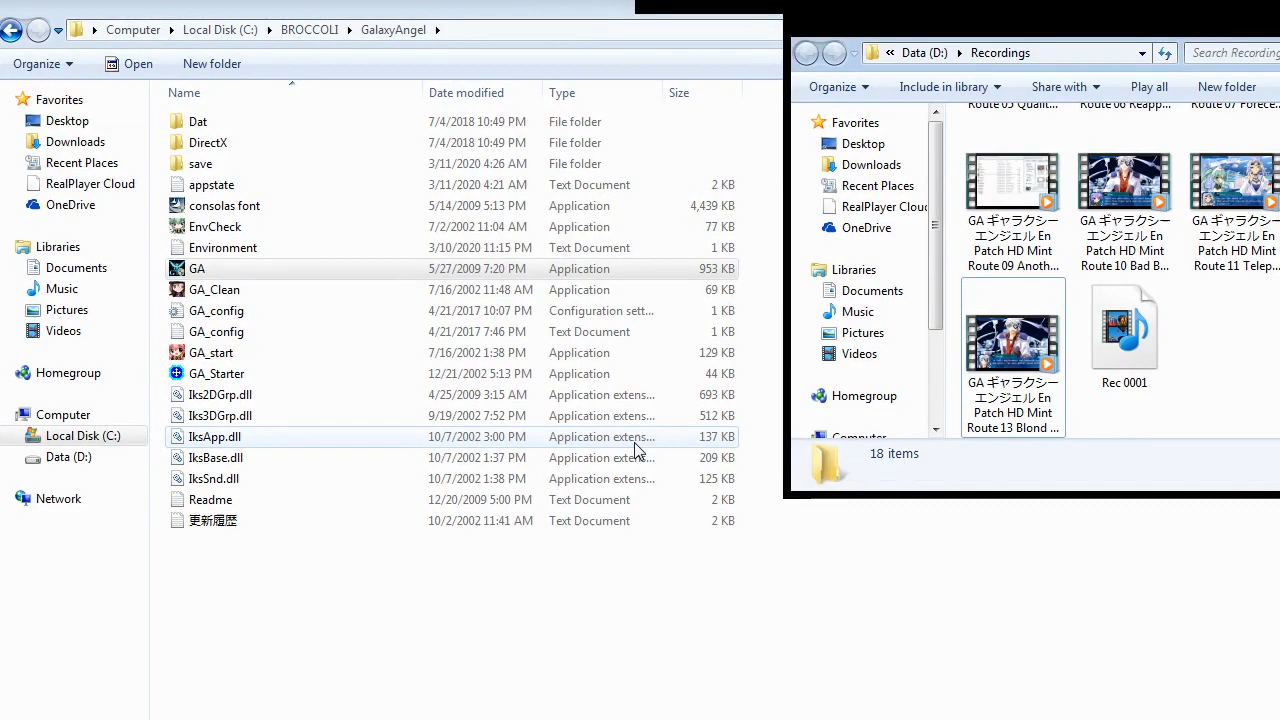 Computer Local Disk (C:) BROCCOLI GalaxyAngel
Organize Open New folder
Name Date modified Type Size
Favorites
Desktop
Downloads
Recent Places
RealPlayer Cloud
OneDrive
Libraries
Documents
Music
Pictures
Videos
Homegroup
Computer
Local Disk (C:)
Data (D:)
Network
Dat 7/4/2018 10:49 PM File folder
DirectX 7/4/2018 10:49 PM File folder
save 3/11/2020 4:26 AM File folder
appstate 3/11/2020 4:21 AM Text Document 2 KB
consolas font 5/14/2009 5:13 PM Application 4,439 KB
EnvCheck 7/2/2002 11:04 AM Application 77 KB
Environment 3/10/2020 11:15 PM Text Document 1 KB
GA 5/27/2009 7:20 PM Application 953 KB
GA_Clean 7/16/2002 11:48 AM Application 69 KB
GA_config 4/21/2017 10:07 PM Configuration sett... 1 KB
GA_config 4/21/2017 7:46 PM Text Document 1 KB
GA_start 7/16/2002 1:38 PM Application 129 KB
GA_Starter 12/21/2002 5:13 PM Application 44 KB
Iks2DGrp.dll 4/25/2009 3:15 AM Application extens... 693 KB
Iks3DGrp.dll 9/19/2002 7:52 PM Application extens... 512 KB
IksApp.dll 10/7/2002 3:00 PM Application extens... 137 KB
IksBase.dll 10/7/2002 1:37 PM Application extens... 209 KB
IksSnd.dll 10/7/2002 1:38 PM Application extens... 125 KB
Readme 12/20/2009 5:00 PM Text Document 2 KB
更新履歴 10/2/2002 11:41 AM Text Document 2 KB
« Data (D:) Recordings Search Recording
Organize Include in library Share with Play all New folder
Favorites
Desktop
Downloads
Recent Places
RealPlayer Clou
OneDrive
Libraries
Documents
Music
Pictures
Videos
Homegroup
Computer
GA ギャラクシー
エンジェル En
Patch HD Mint
Route 09 Anoth...
GA ギャラクシー
エンジェル En
Patch HD Mint
Route 10 Bad B...
GA ギャラクシー
エンジェル En
Patch HD Mint
Route 11 Telep...
GA ギャラクシー
エンジェル En
Patch HD Mint
Route 13 Blond ...
Rec 0001
18 items